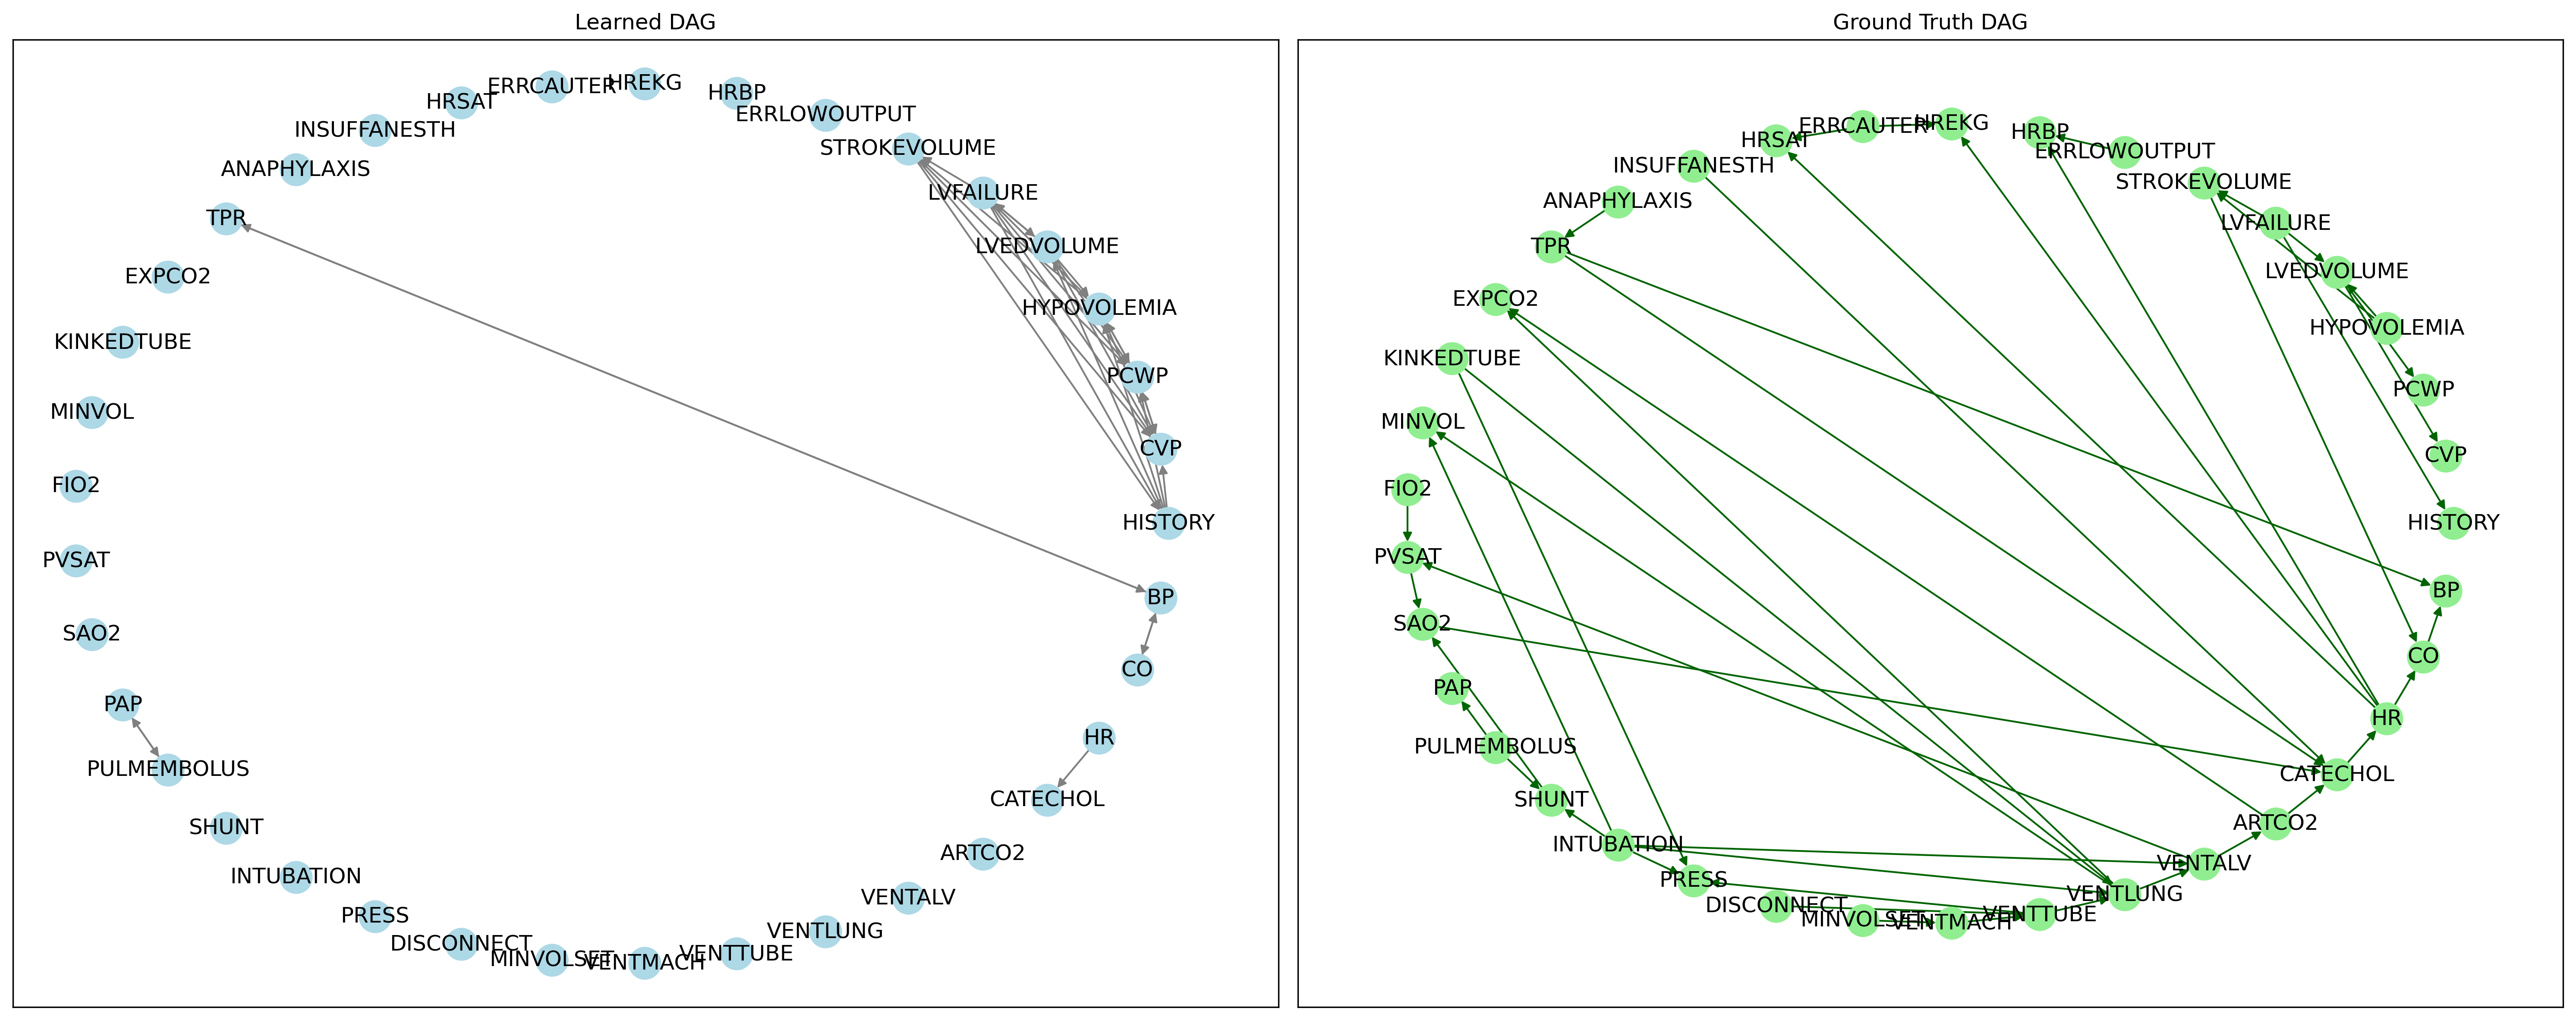 Learned DAG
HREKG
ERRCAUTER
HRBP
HRSAT
ERRLOWOUTPUT
INSUFFANESTH
STROKEVOLUME
ANAPHYLAXIS
LVFAILURE
TPR
LVEDVOLUME
EXPCO2
HYPOVOLEMIA
KINKEDTUBE
PCWP
MINVOL
CVP
FIO2
HISTORY
PVSAT
BP
SAO2
CO
PAP
HR
PULMEMBOLUS
CATECHOL
SHUNT
ARTCO2
INTUBATION
VENTALV
PRESS
VENTLUNG
DISCONNECT
VENTTUBE
MINVOLSET
VENTMACH
Ground Truth DAG
HREKG
ERRCAUTER
HRBP
HRSAT
ERRLOWOUTPUT
INSUFFANESTH
STROKEVOLUME
ANAPHYLAXIS
LVFAILURE
TPR
LVEDVOLUME
EXPCO2
HYPOVOLEMIA
KINKEDTUBE
PCWP
MINVOL
CVP
FIO2
HISTORY
PVSAT
BP
SAO2
CO
PAP
HR
PULMEMBOLUS
CATECHOL
SHUNT
ARTCO2
INTUBATION
VENTALV
PRESS
VENTLUNG
DISCONNECT
VENTTUBE
MINVOLSET
VENTMACH